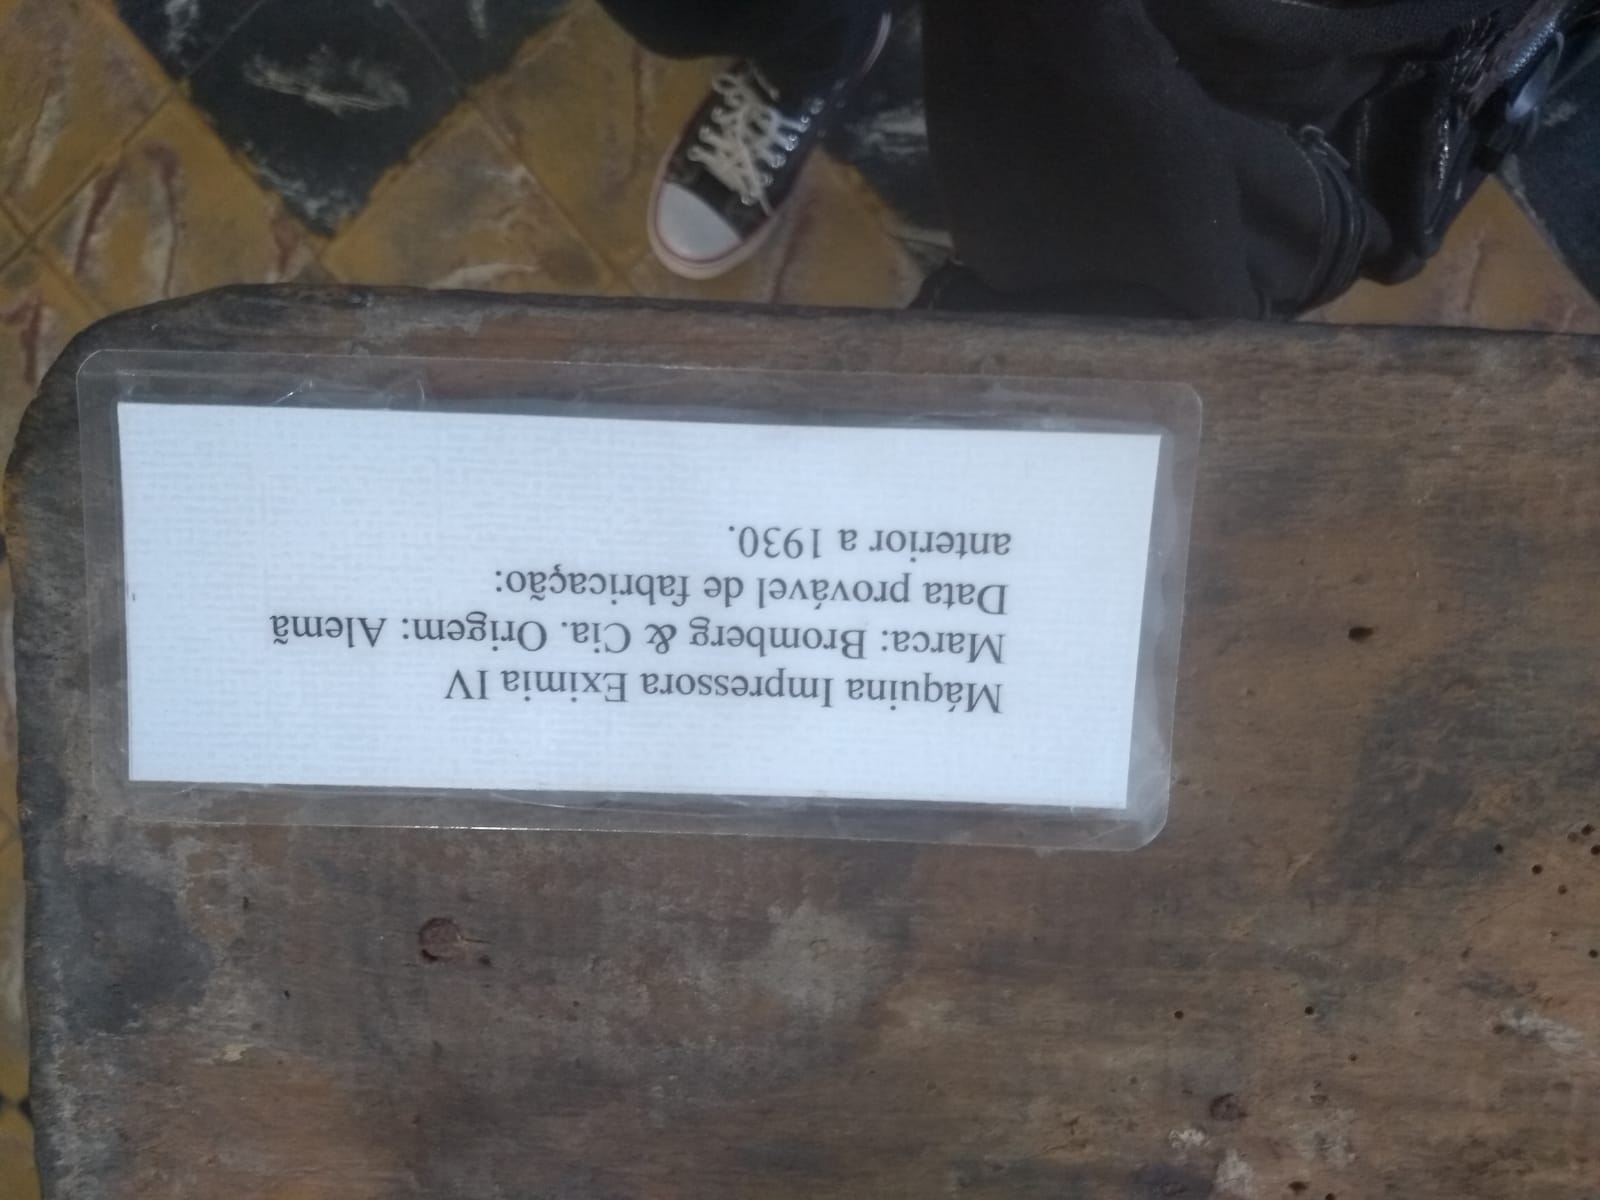 Máquina Impressora Eximia IV
Marca: Bromberg & Cia. Origem: Alemã
Data provável de fabricação:
anterior a 1930.